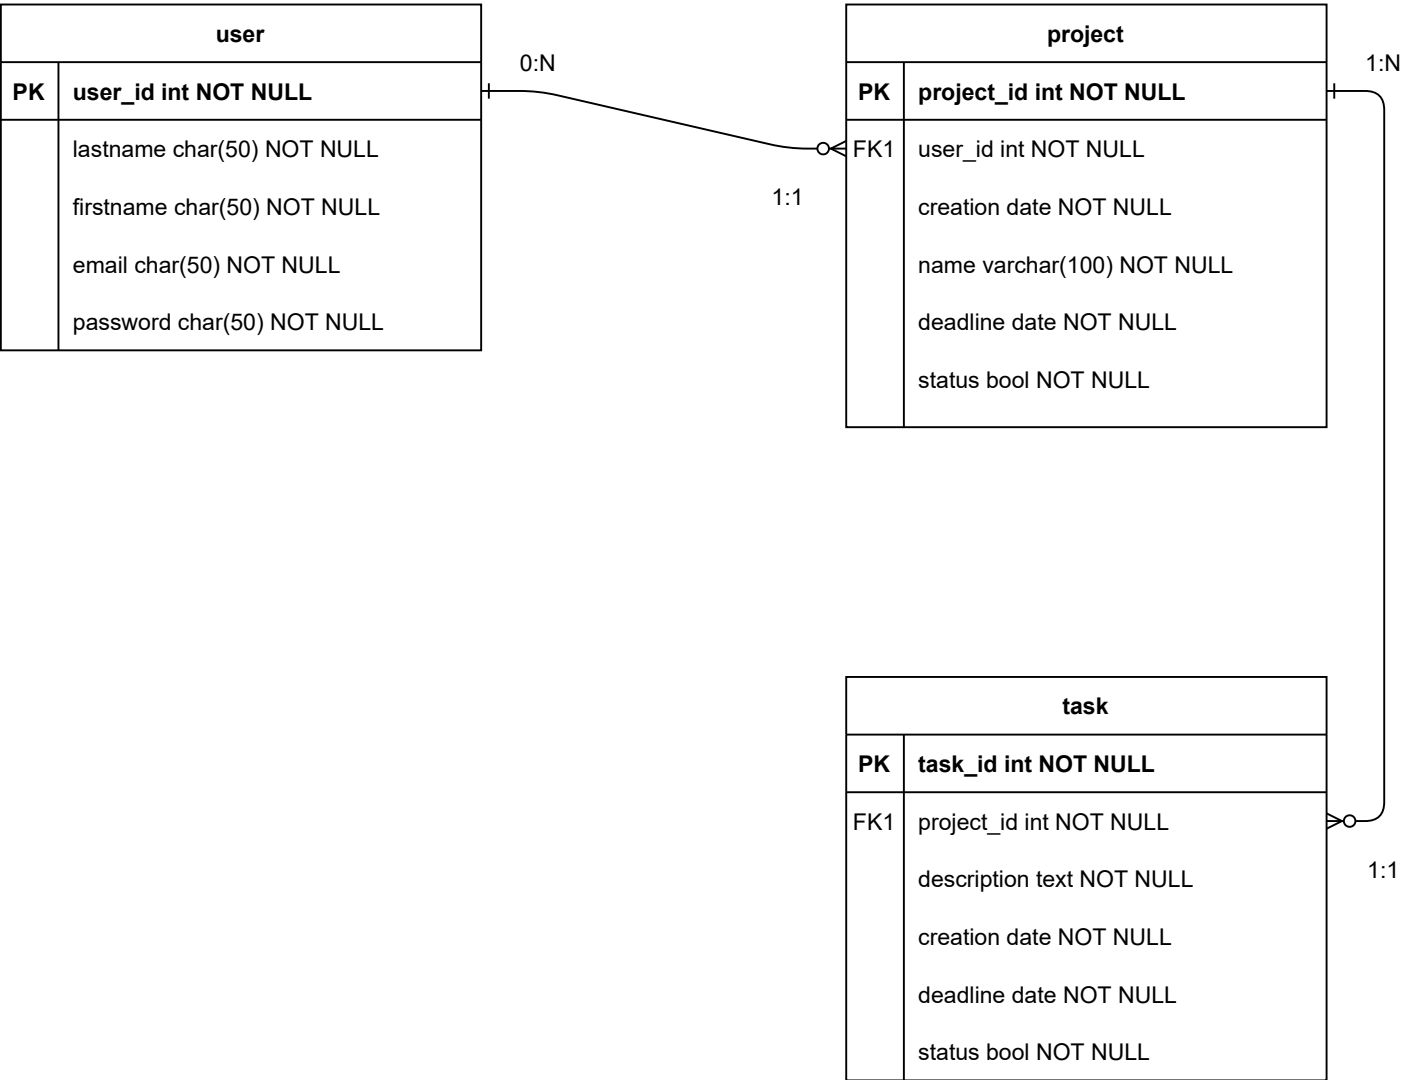 user
PK user_id int NOT NULL
lastname char(50) NOT NULL
firstname char(50) NOT NULL
email char(50) NOT NULL
password char(50) NOT NULL
0:N
1:1
project
PK project_id int NOT NULL
FK1 user_id int NOT NULL
creation date NOT NULL
name varchar(100) NOT NULL
deadline date NOT NULL
status bool NOT NULL
1:N
task
PK task_id int NOT NULL
FK1 project_id int NOT NULL
description text NOT NULL
creation date NOT NULL
deadline date NOT NULL
status bool NOT NULL
1:1